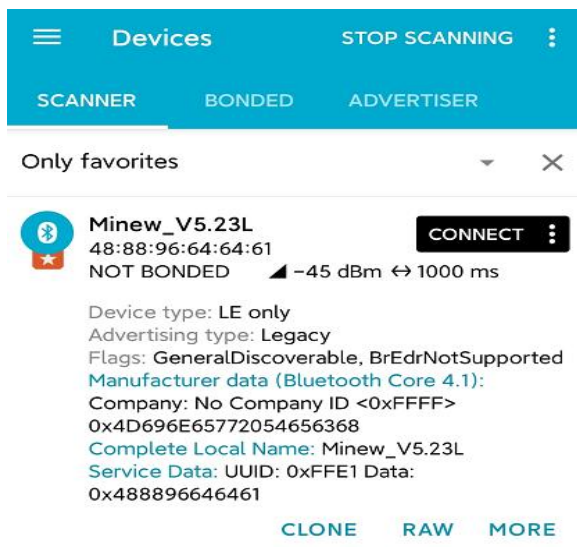 Devices STOP SCANNING
SCANNER BONDED ADVERTISER
Only favorites
Minew_V5.23L
CONNECT
48:88:96:64:64:61
NOT BONDED -45 dBm ↔ 1000 ms
Device type: LE only
Advertising type: Legacy
Flags: GeneralDiscoverable, BrEdrNotSupported
Manufacturer data (Bluetooth Core 4.1):
Company: No Company ID <0xFFFF>
0x4D696E65772054656368
Complete Local Name: Minew_V5.23L
Service Data: UUID: 0xFFE1 Data:
0x488896646461
CLONE RAW MORE